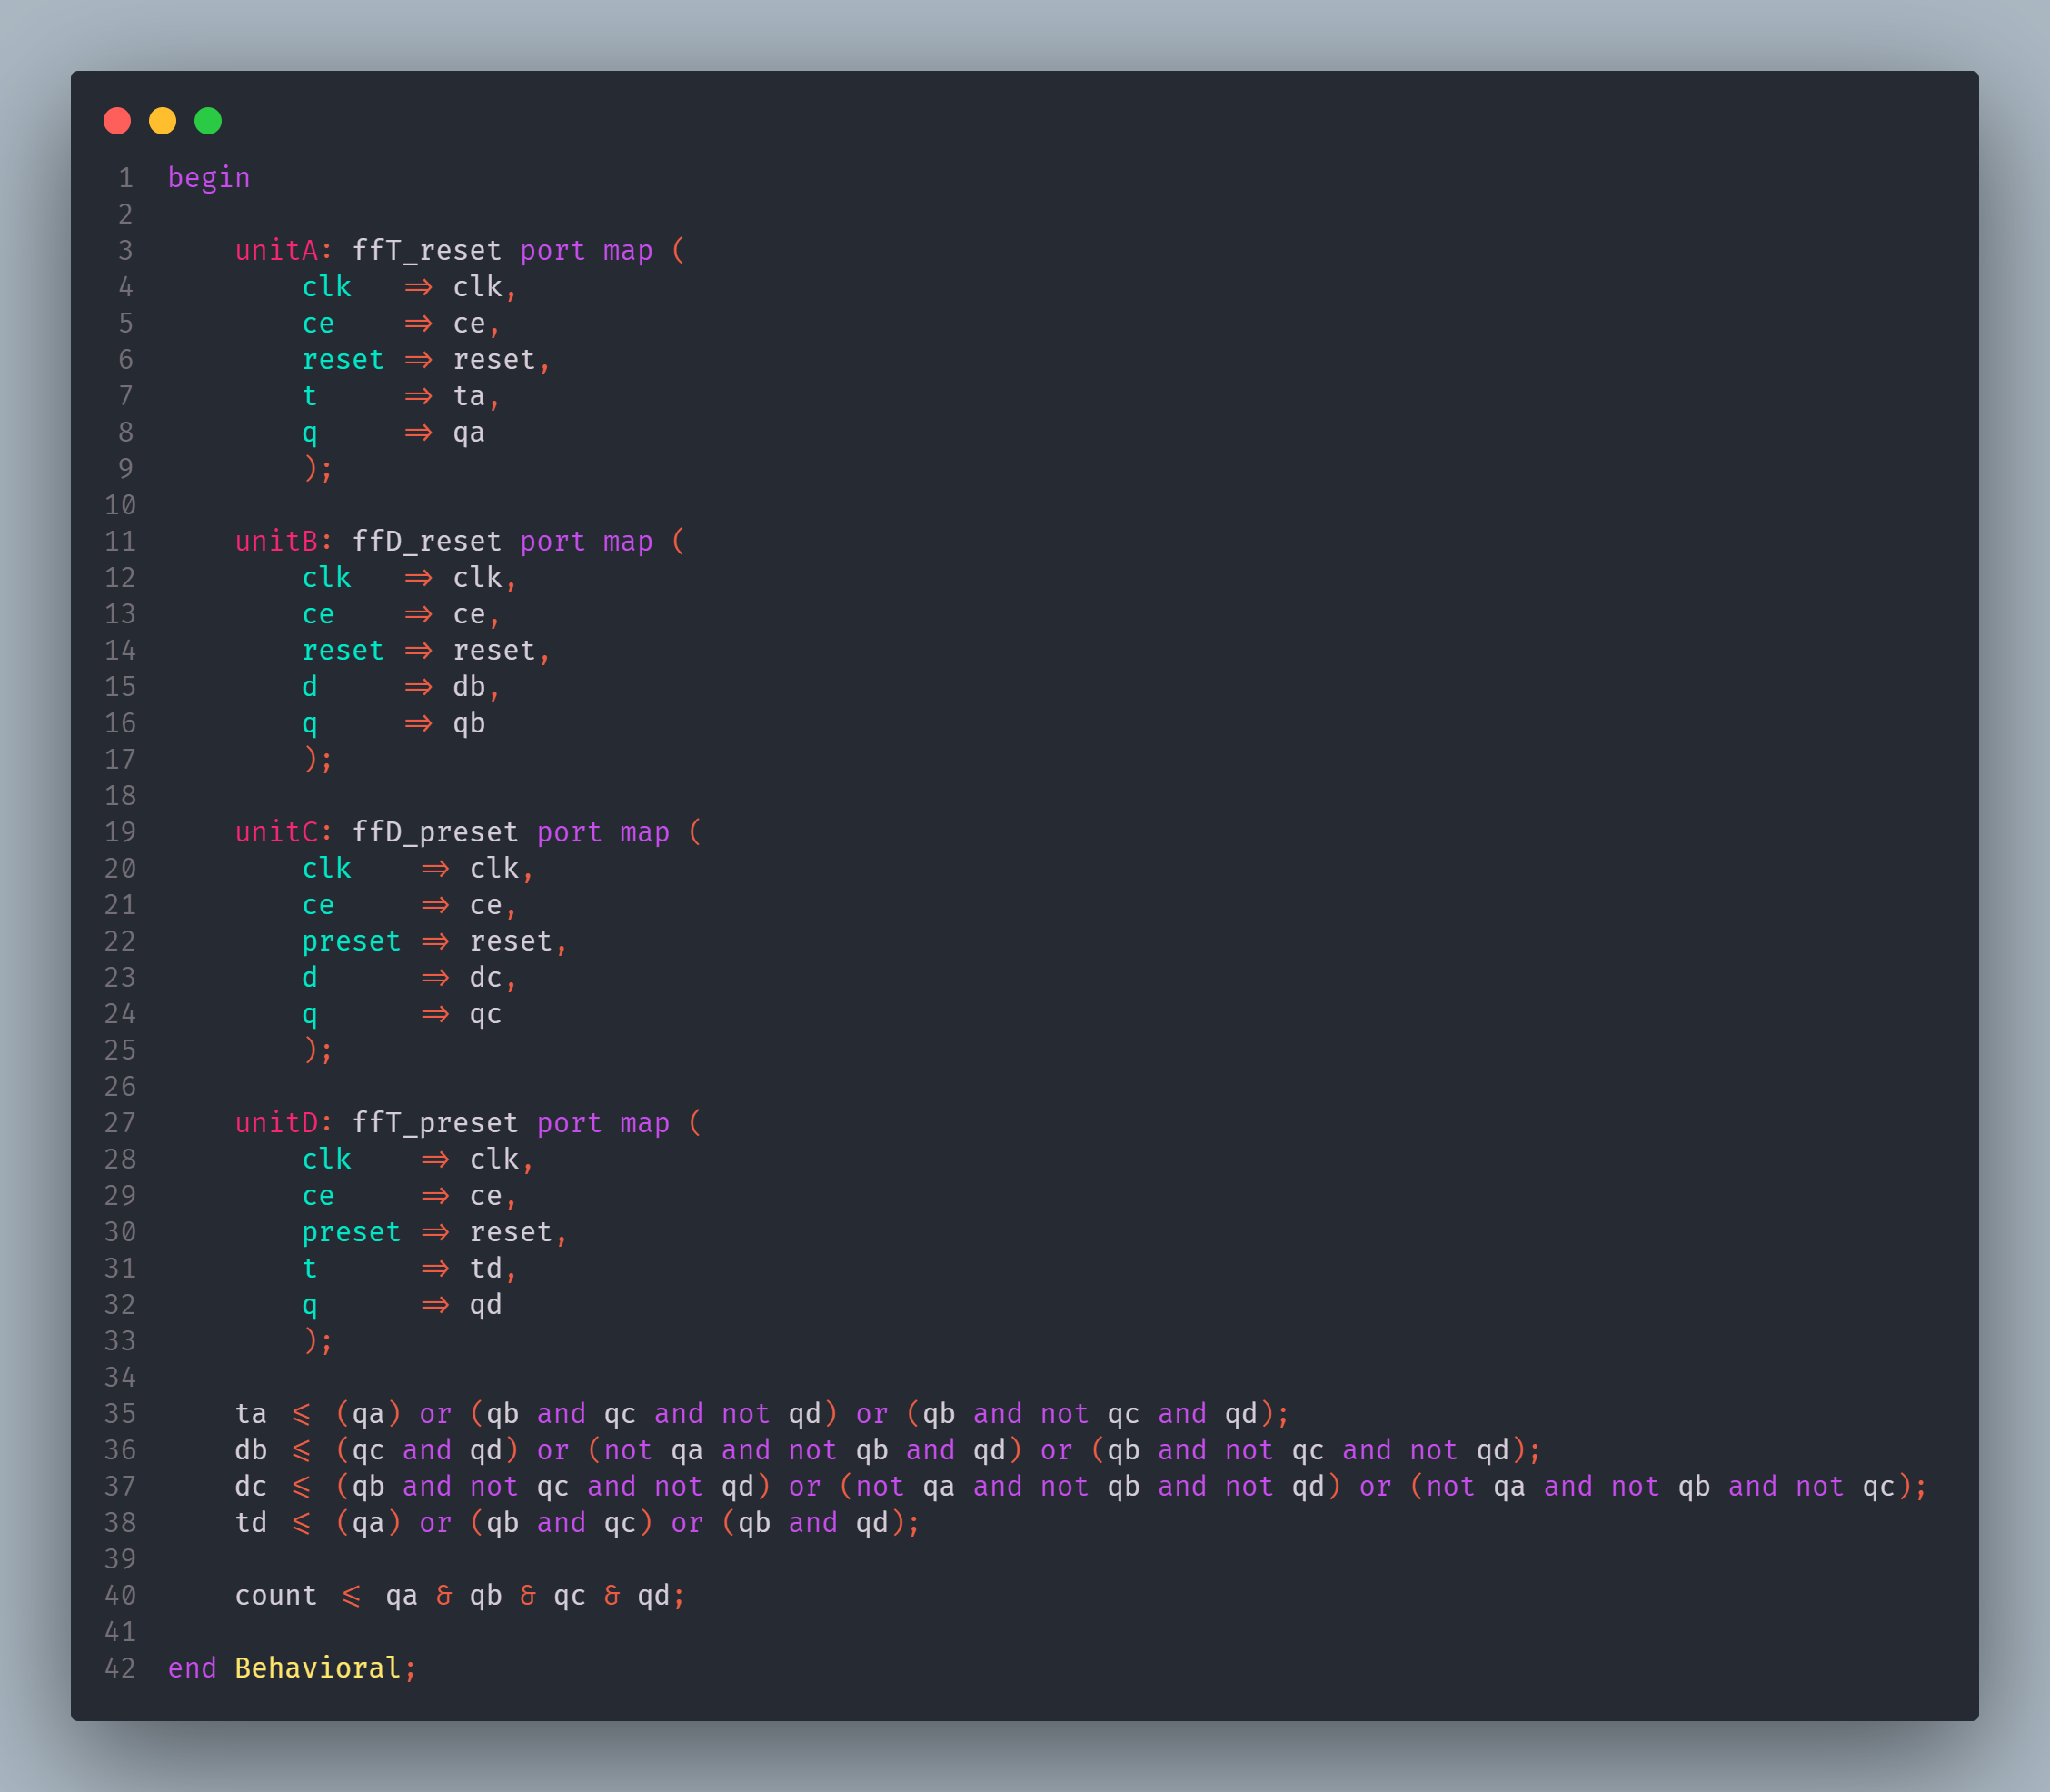 1 begin
2
3     unitA: ffT_reset port map (
4         clk   => clk,
5         ce    => ce,
6         reset => reset,
7         t     => ta,
8         q     => qa
9         );
10
11     unitB: ffD_reset port map (
12         clk   => clk,
13         ce    => ce,
14         reset => reset,
15         d     => db,
16         q     => qb
17         );
18
19     unitC: ffD_preset port map (
20         clk    => clk,
21         ce     => ce,
22         preset => reset,
23         d      => dc,
24         q      => qc
25         );
26
27     unitD: ffT_preset port map (
28         clk    => clk,
29         ce     => ce,
30         preset => reset,
31         t      => td,
32         q      => qd
33         );
34
35     ta <= (qa) or (qb and qc and not qd) or (qb and not qc and qd);
36     db <= (qc and qd) or (not qa and not qb and qd) or (qb and not qc and not qd);
37     dc <= (qb and not qc and not qd) or (not qa and not qb and not qd) or (not qa and not qb and not qc);
38     td <= (qa) or (qb and qc) or (qb and qd);
39
40     count <= qa & qb & qc & qd;
41
42 end Behavioral;